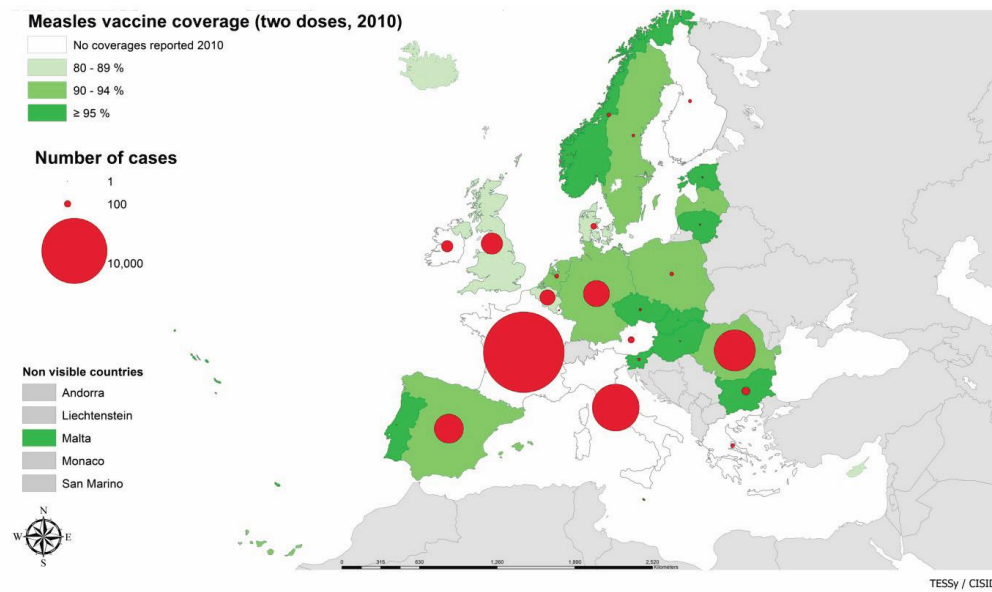 Measles vaccine coverage (two doses, 2010)
No coverages reported 2010
80 - 89 %
90 - 94 %
≥ 95 %
Number of cases
1
100
10,000
Non visible countries
Andorra
Liechtenstein
Malta
Monaco
San Marino
N
W E
S
0 315 630 1,260 1,890 2,520
Kilometers
TESSy / CISID